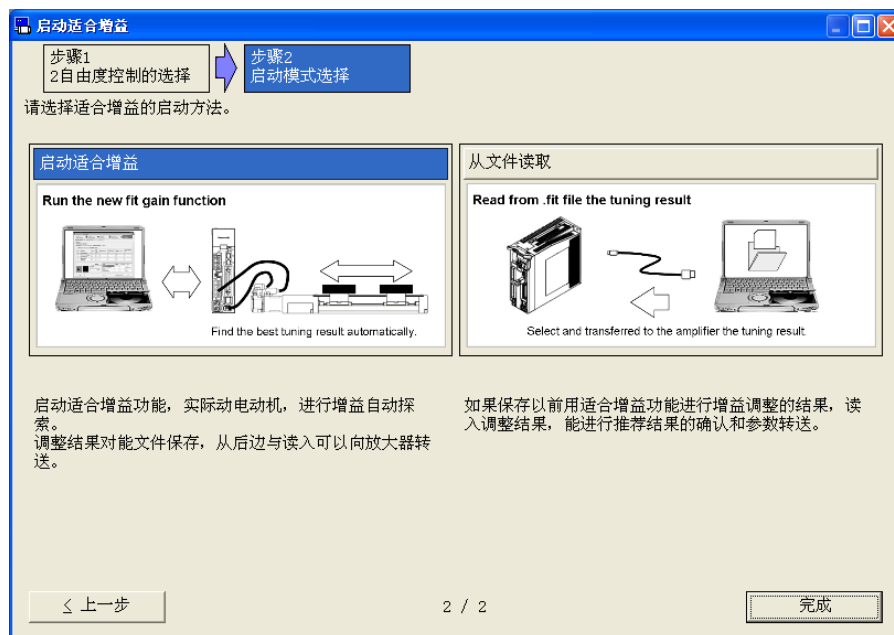 启动适合增益
步骤1
2自由度控制的选择
步骤2
启动模式选择
请选择适合增益的启动方法。
启动适合增益
Run the new fit gain function
Find the best tuning result automatically.
启动适合增益功能，实际动电动机，进行增益自动探
索。
调整结果对能文件保存，从后边与读入可以向放大器转
送。
从文件读取
Read from .fit file the tuning result
Select and transferred to the amplifier the tuning result.
如果保存以前用适合增益功能进行增益调整的结果，读
入调整结果，能进行推荐结果的确认和参数转送。
< 上一步
2 / 2
完成